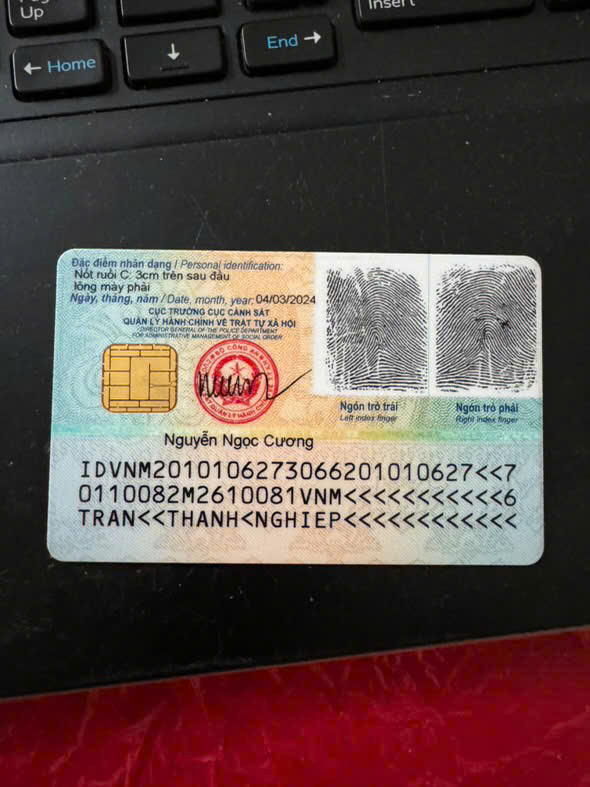 Up
Insert
← Home
↓
End →
Đặc điểm nhân dạng / Personal identification:
Nốt ruồi C: 3cm trên sau đầu
lông mày phải
Ngày, tháng, năm / Date, month, year: 04/03/2024
CỤC TRƯỞNG CỤC CẢNH SÁT
QUẢN LÝ HÀNH CHÍNH VỀ TRẬT TỰ XÃ HỘI
DIRECTOR GENERAL OF THE POLICE DEPARTMENT
FOR ADMINISTRATIVE MANAGEMENT OF SOCIAL ORDER
Ngón trỏ trái
Left index finger
Ngón trỏ phải
Right index finger
Nguyễn Ngọc Cương
IDVNM2010106273066201010627<<7
0110082M2610081VNM<<<<<<<<<<<6
TRAN<<THANH<NGHIEP<<<<<<<<<<<<